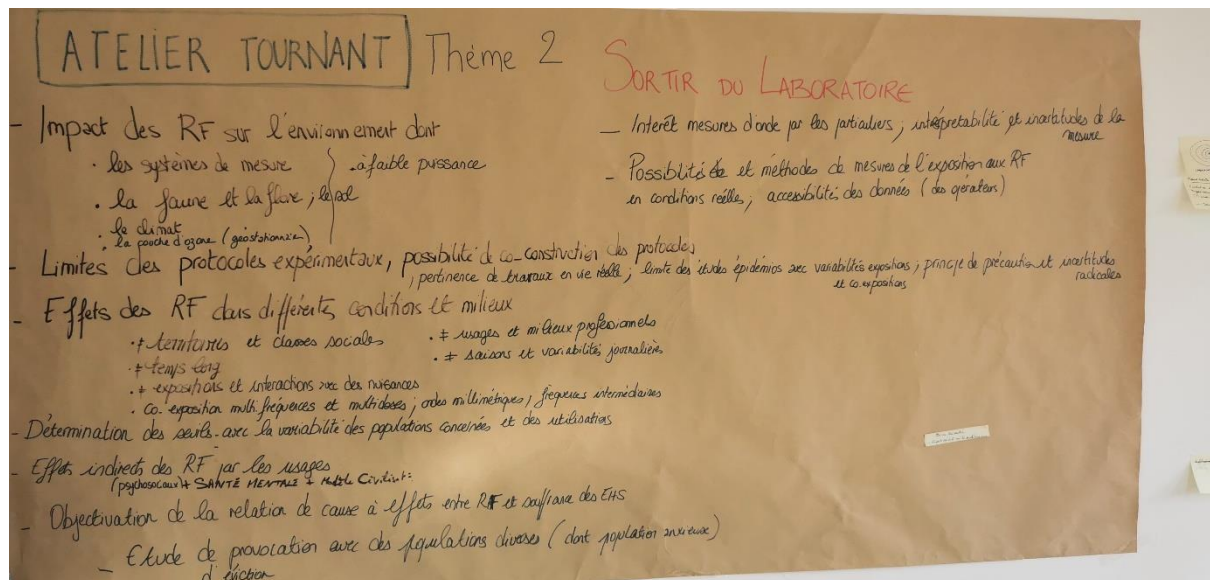 ATELIER TOURNANT Thème 2
SORTIR DU LABORATOIRE
- Impact des RF sur l'environnement dont
. les systèmes de mesure . à faible puissance
. la faune et la flore ; le sol
. le climat
. la couche d'ozone (géostationnaire)
- Limites des protocoles expérimentaux, possibilité de co-construction des protocoles
, pertinence de travaux en vie réelle ; limite des études épidémios avec variabilités expositions ; principe de précaution et incertitudes
et co-expositions radicales
- Effets des RF dans différentes conditions et milieux
. ≠ territoires et classes sociales
. ≠ temps long
. ≠ expositions et interactions avec des nuisances
. Co-exposition multi fréquences et multidoses ; ondes millimétriques ; fréquences intermédiaires
. ≠ usages et milieux professionnels
. ≠ saisons et variabilités journalières
- Détermination des seuils avec la variabilité des populations concernées et des utilisations
- Effets indirects des RF par les usages
(psychosociaux) + SANTÉ MENTALE +
- Objectivation de la relation de cause à effets entre RF et souffrance des EHS
- Etude de provocation avec des populations diverses (dont population anxieuse)
d'éviction
- Interêt mesures d'onde par les particuliers ; intérpretabilité et incertitudes de la
mesure
- Possibilités et méthodes de mesures de l'exposition aux RF
en conditions réelles ; accessibilité des données (des opérateurs)